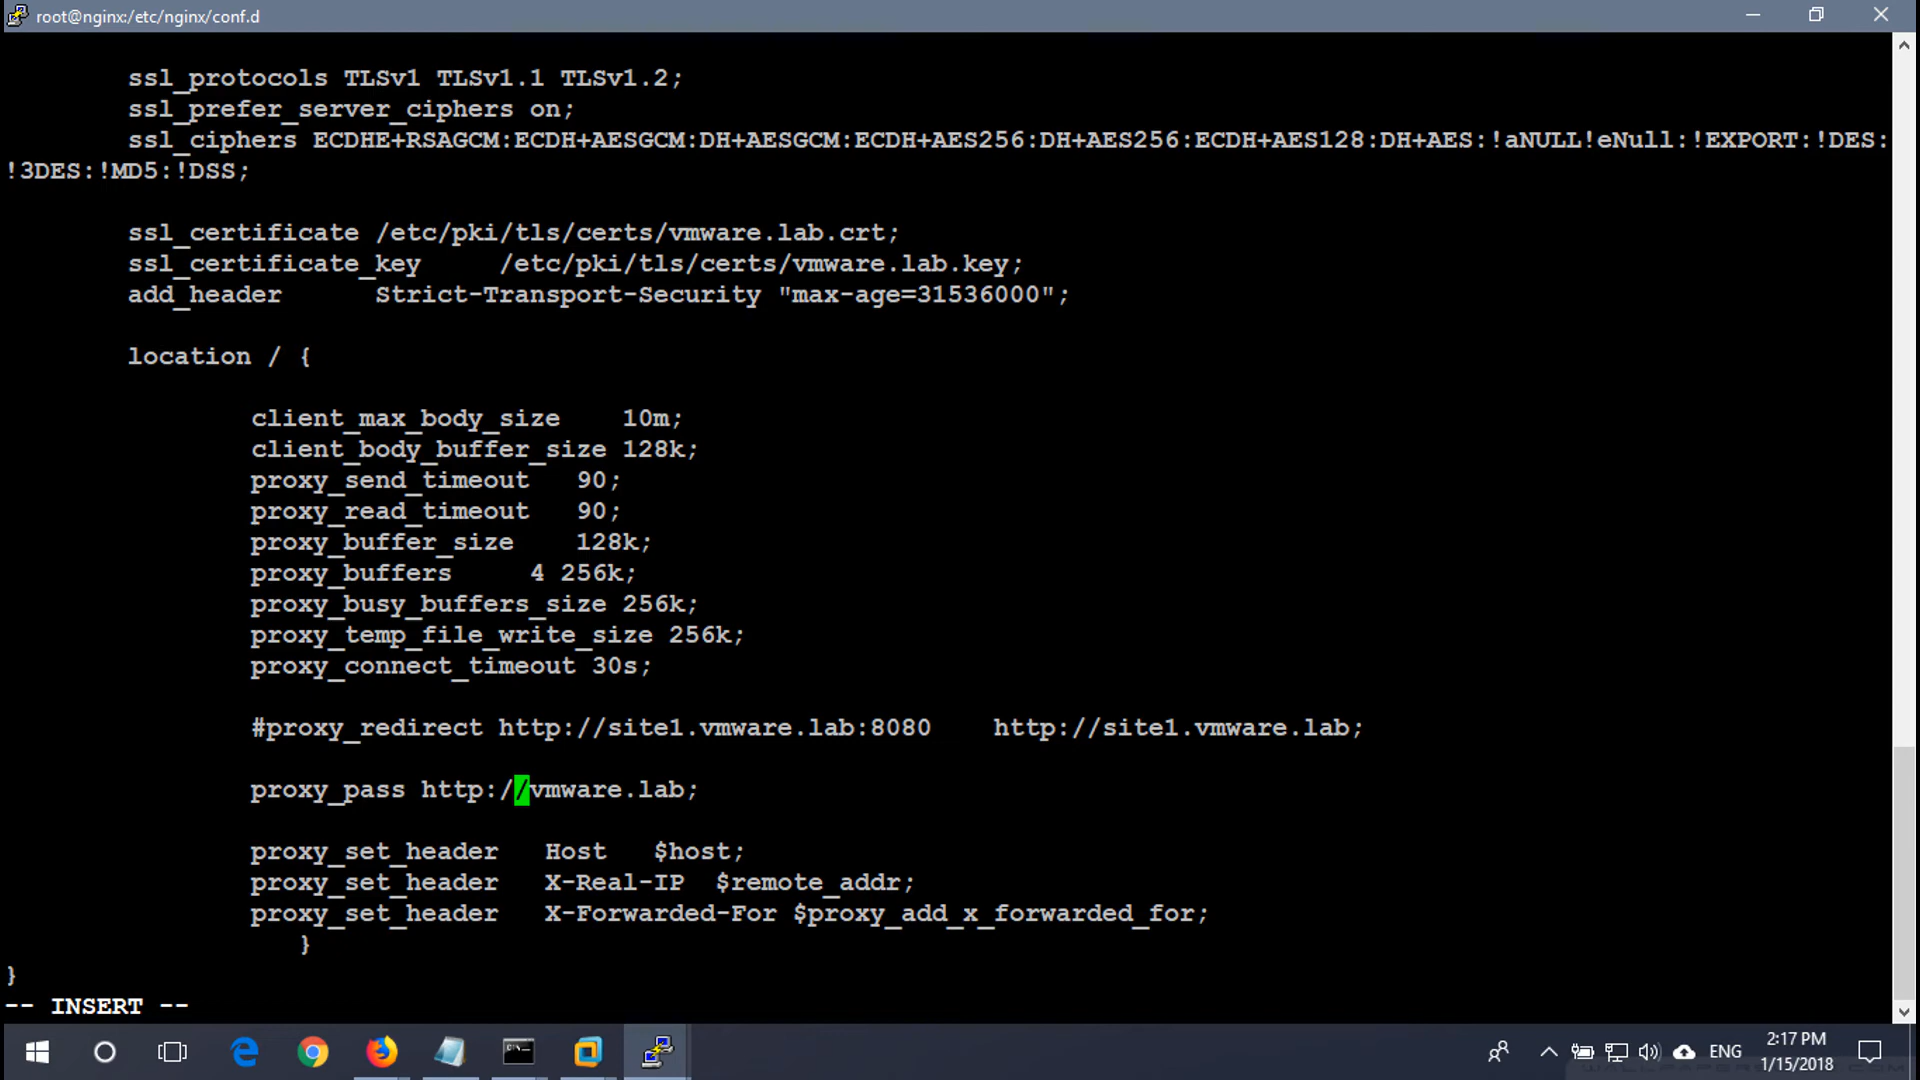 root@nginx:/etc/nginx/conf.d
ssl_protocols TLSv1 TLSv1.1 TLSv1.2;
ssl_prefer_server_ciphers on;
ssl_ciphers ECDHE+RSAGCM:ECDH+AESGCM:DH+AESGCM:ECDH+AES256:DH+AES256:ECDH+AES128:DH+AES:!aNULL!eNull:!EXPORT:!DES:
!3DES:!MD5:!DSS;
ssl_certificate /etc/pki/tls/certs/vmware.lab.crt;
ssl_certificate_key /etc/pki/tls/certs/vmware.lab.key;
add_header Strict-Transport-Security "max-age=31536000";
location / {
client_max_body_size 10m;
client_body_buffer_size 128k;
proxy_send_timeout 90;
proxy_read_timeout 90;
proxy_buffer_size 128k;
proxy_buffers 4 256k;
proxy_busy_buffers_size 256k;
proxy_temp_file_write_size 256k;
proxy_connect_timeout 30s;
#proxy_redirect http://site1.vmware.lab:8080 http://site1.vmware.lab;
proxy_pass http://vmware.lab;
proxy_set_header Host $host;
proxy_set_header X-Real-IP $remote_addr;
proxy_set_header X-Forwarded-For $proxy_add_x_forwarded_for;
}
}
-- INSERT --
ENG
2:17 PM
1/15/2018